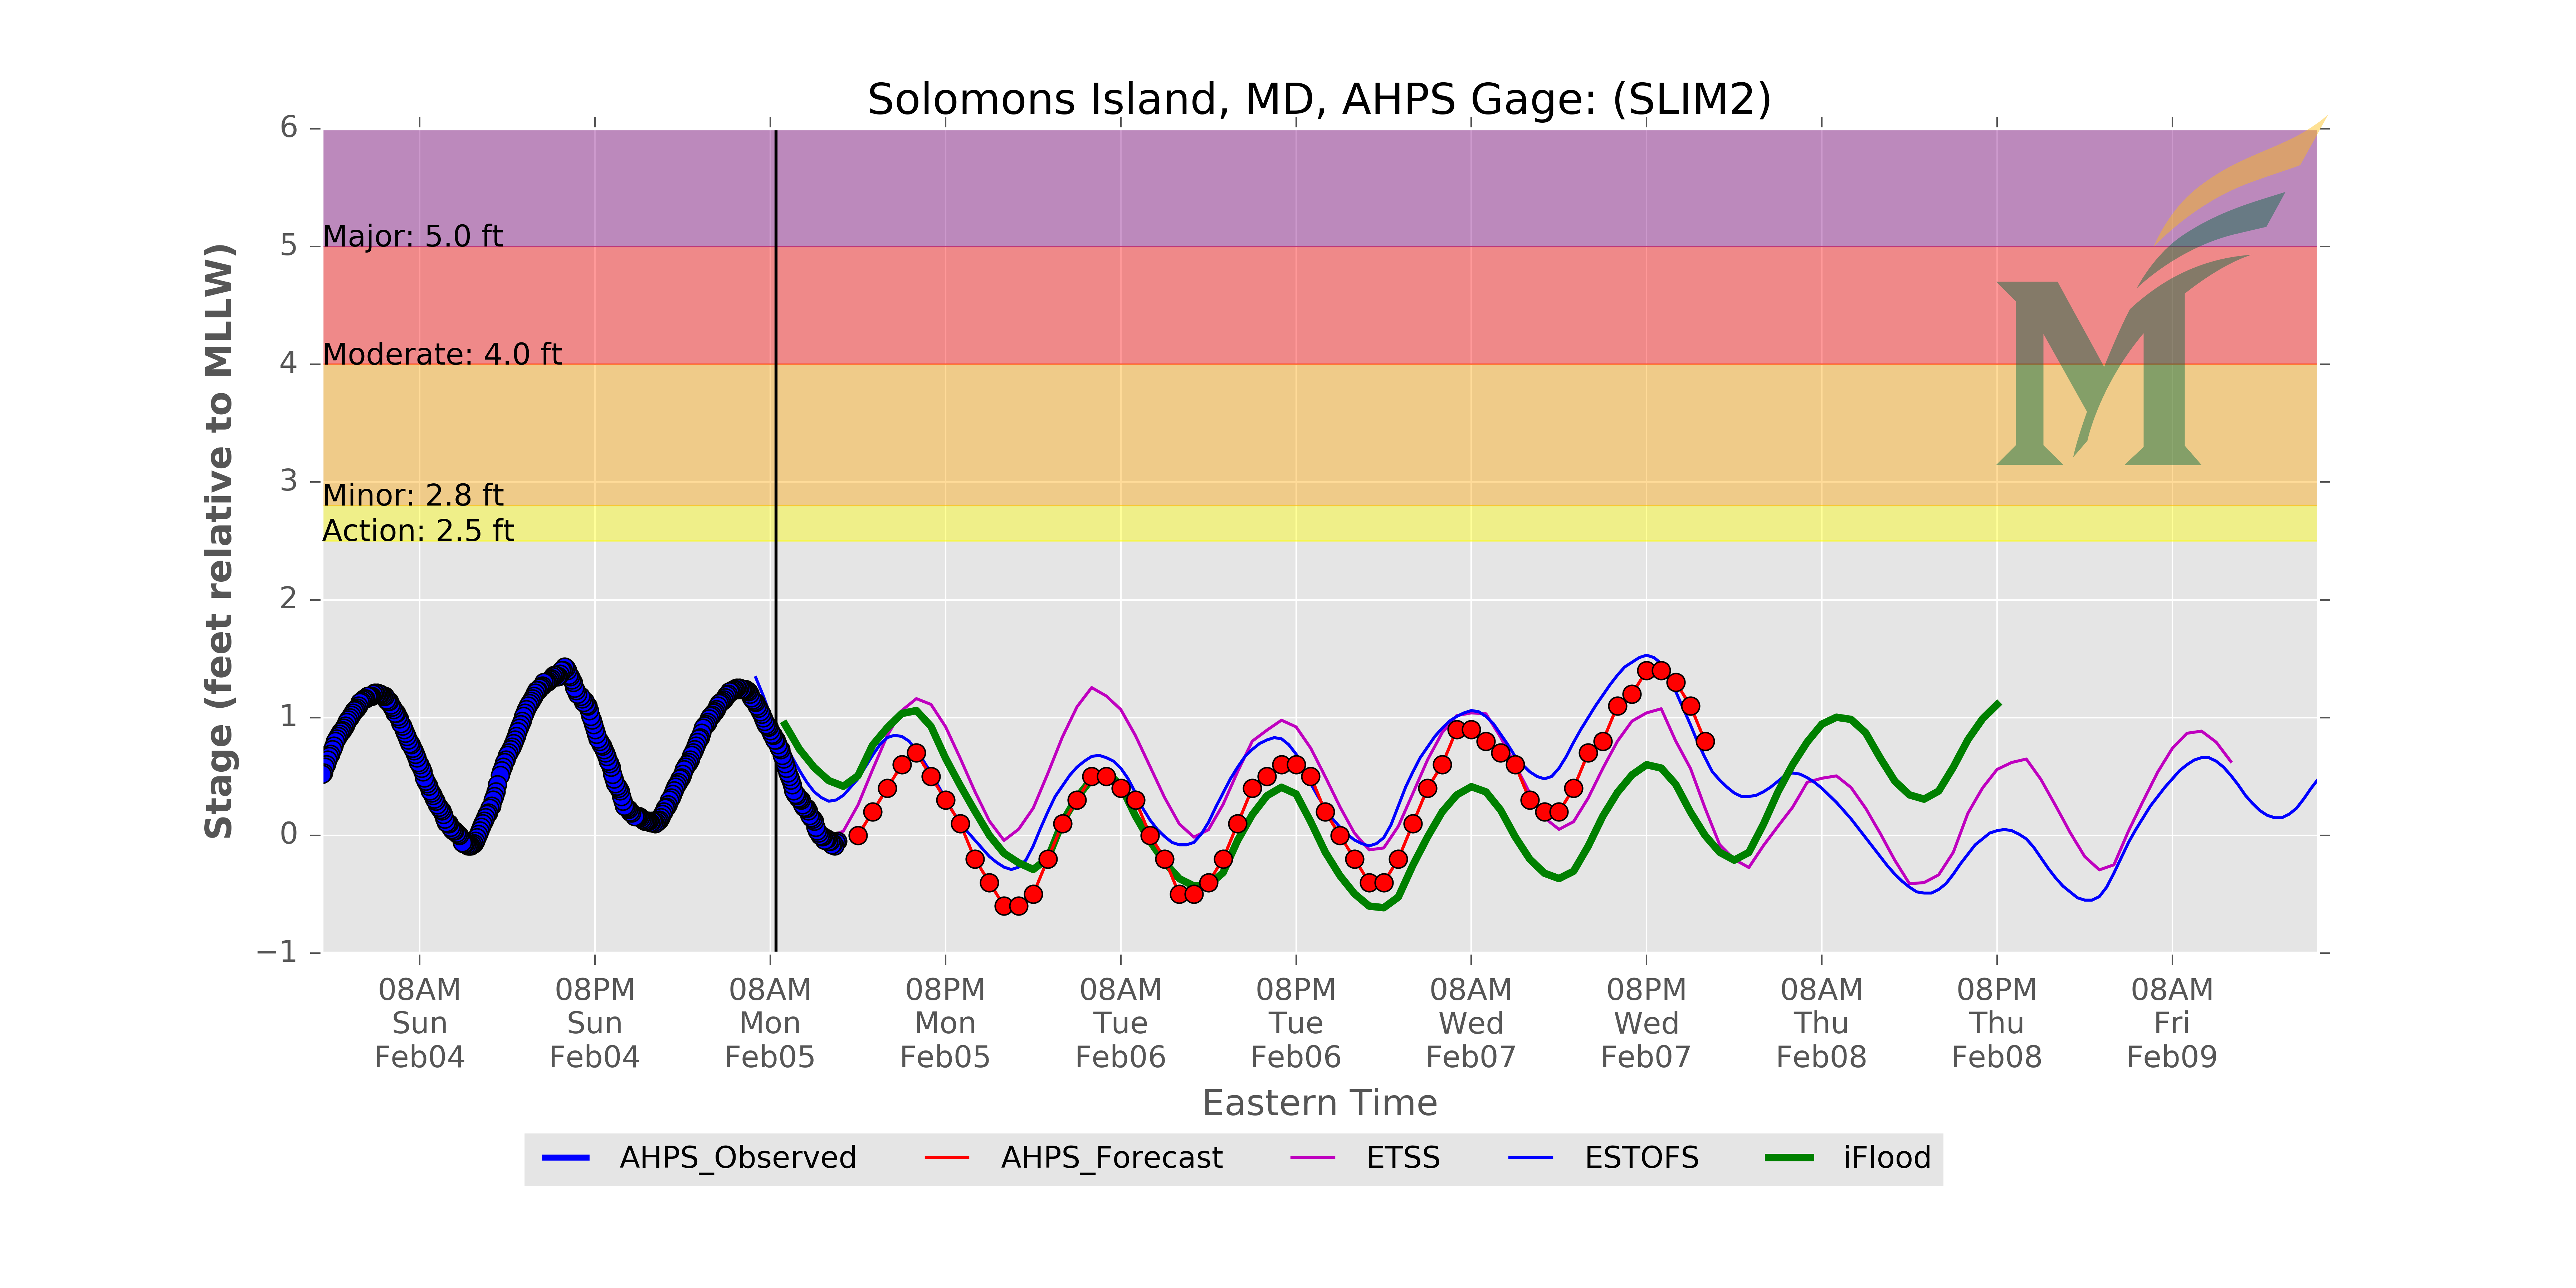 Solomons Island, MD, AHPS Gage: (SLIM2)
Stage (feet relative to MLLW)
6
5
4
3
2
1
0
−1
Major: 5.0 ft
Moderate: 4.0 ft
Minor: 2.8 ft
Action: 2.5 ft
M
08AM Sun Feb04
08PM Sun Feb04
08AM Mon Feb05
08PM Mon Feb05
08AM Tue Feb06
08PM Tue Feb06
08AM Wed Feb07
08PM Wed Feb07
08AM Thu Feb08
08PM Thu Feb08
08AM Fri Feb09
Eastern Time
AHPS_Observed AHPS_Forecast ETSS ESTOFS iFlood